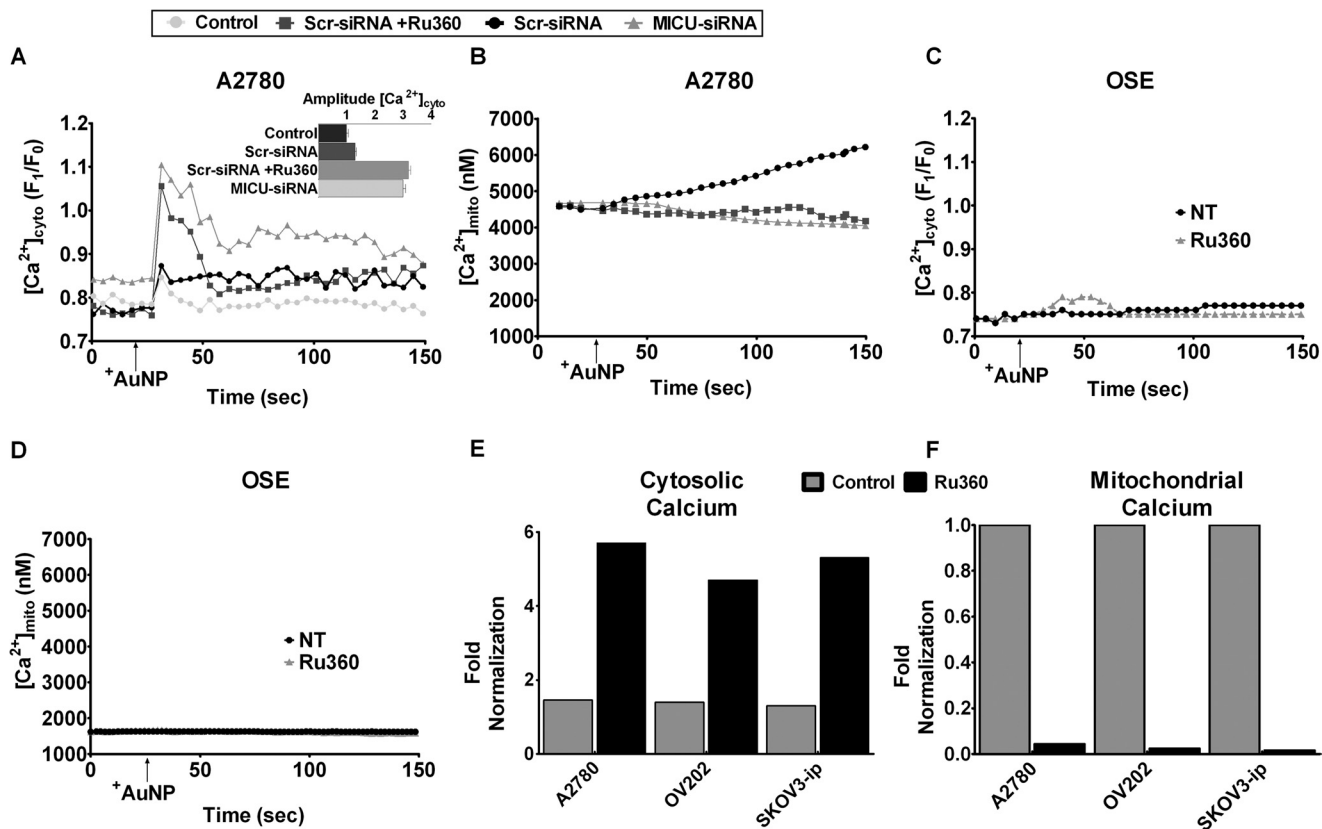 Control Scr-siRNA +Ru360 Scr-siRNA MICU-siRNA
A
A2780
Amplitude [Ca²⁺]cyto
1 2 3 4
Control
Scr-siRNA
Scr-siRNA +Ru360
MICU-siRNA
[Ca²⁺]cyto (F₁/F₀)
1.2
1.1
1.0
0.9
0.8
0.7
0 50 100 150
⁺AuNP
Time (sec)
B
A2780
[Ca²⁺]mito (nM)
7000
6000
5000
4000
3000
2000
1000
0 50 100 150
⁺AuNP
Time (sec)
C
OSE
[Ca²⁺]cyto (F₁/F₀)
1.2
1.1
1.0
0.9
0.8
0.7
NT
Ru360
0 50 100 150
⁺AuNP
Time (sec)
D
OSE
[Ca²⁺]mito (nM)
7000
6000
5000
4000
3000
2000
1000
NT
Ru360
0 50 100 150
⁺AuNP
Time (sec)
E
Cytosolic
Calcium
Control Ru360
Fold
Normalization
6
4
2
0
A2780
OV202
SKOV3-ip
F
Mitochondrial
Calcium
Fold
Normalization
1.0
0.8
0.6
0.4
0.2
0.0
A2780
OV202
SKOV3-ip